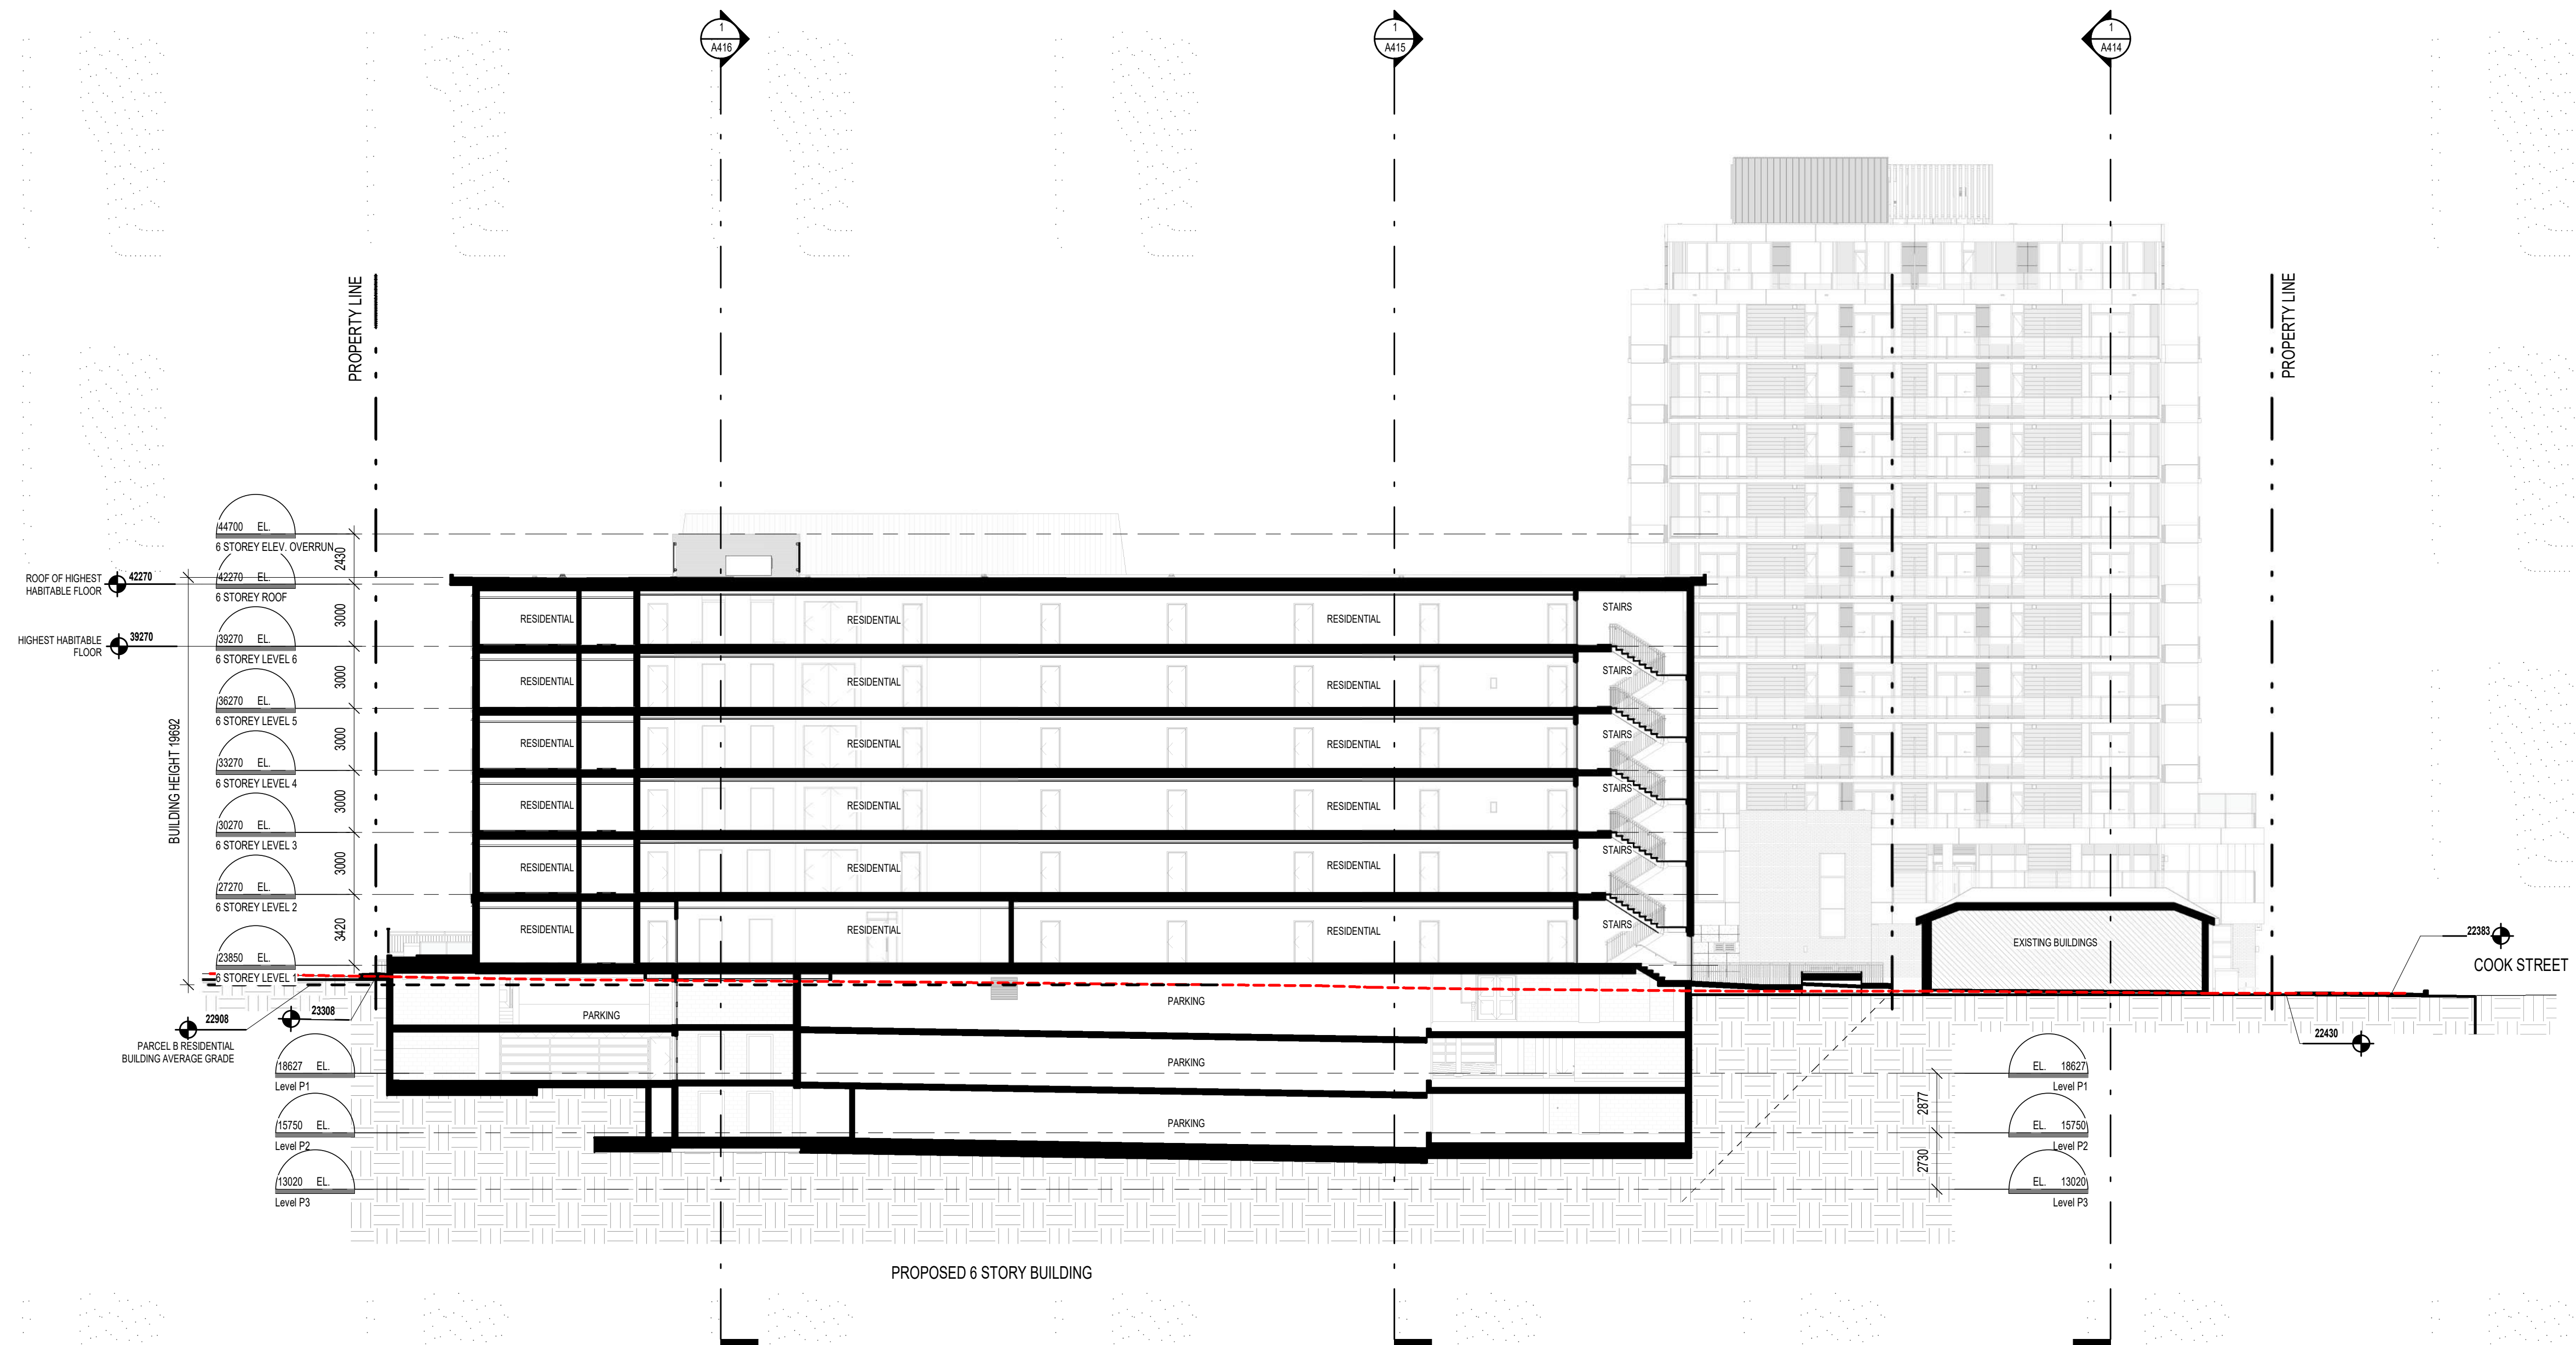 1
A416
1
A415
1
A414
PROPERTY LINE
PROPERTY LINE
44700 EL.
6 STOREY ELEV. OVERRUN
2430
ROOF OF HIGHEST
HABITABLE FLOOR
42270
42270 EL.
6 STOREY ROOF
3000
HIGHEST HABITABLE
FLOOR
39270
39270 EL.
6 STOREY LEVEL 6
3000
36270 EL.
6 STOREY LEVEL 5
3000
33270 EL.
6 STOREY LEVEL 4
3000
30270 EL.
6 STOREY LEVEL 3
3000
27270 EL.
6 STOREY LEVEL 2
3420
23850 EL.
6 STOREY LEVEL 1
BUILDING HEIGHT 19692
RESIDENTIAL
RESIDENTIAL
RESIDENTIAL
STAIRS
RESIDENTIAL
RESIDENTIAL
RESIDENTIAL
STAIRS
RESIDENTIAL
RESIDENTIAL
RESIDENTIAL
STAIRS
RESIDENTIAL
RESIDENTIAL
RESIDENTIAL
STAIRS
RESIDENTIAL
RESIDENTIAL
RESIDENTIAL
STAIRS
RESIDENTIAL
RESIDENTIAL
RESIDENTIAL
STAIRS
EXISTING BUILDINGS
22383
COOK STREET
22430
22908
PARCEL B RESIDENTIAL
BUILDING AVERAGE GRADE
23308
PARKING
PARKING
PARKING
PARKING
18627 EL.
Level P1
15750 EL.
Level P2
13020 EL.
Level P3
EL. 18627
Level P1
2877
EL. 15750
Level P2
2730
EL. 13020
Level P3
PROPOSED 6 STORY BUILDING